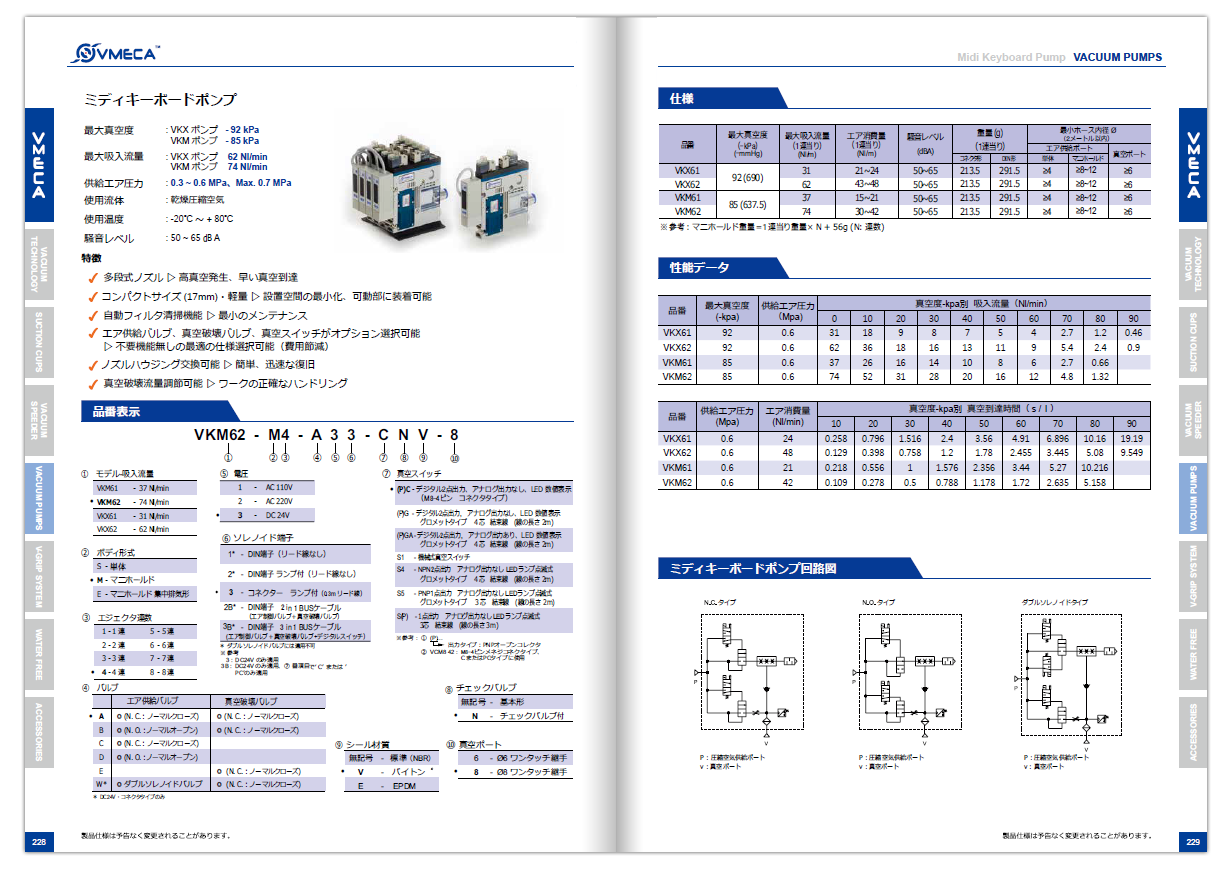 VMECA™
ミディキーボードポンプ
最大真空度 : VKX ポンプ - 92 kPa
VKM ポンプ - 85 kPa
最大吸入流量 : VKX ポンプ 62 Nl/min
VKM ポンプ 74 Nl/min
供給エア圧力 : 0.3 ~ 0.6 MPa、Max. 0.7 MPa
使用流体 : 乾燥圧縮空気
使用温度 : -20°C ～ + 80°C
騒音レベル : 50 ~ 65 dB A
特徴
✓ 多段式ノズル ▷ 高真空発生、早い真空到達
✓ コンパクトサイズ (17mm)・軽量 ▷ 設置空間の最小化、可動部に装着可能
✓ 自動フィルタ清掃機能 ▷ 最小のメンテナンス
✓ エア供給バルブ、真空破壊バルブ、真空スイッチがオプション選択可能
▷ 不要機能無しの最適の仕様選択可能（費用節減）
✓ ノズルハウジング交換可能 ▷ 簡単、迅速な復旧
✓ 真空破壊流量調節可能 ▷ ワークの正確なハンドリング
品番表示
VKM62 - M4 - A 3 3 - C N V - 8
① ② ③ ④ ⑤ ⑥ ⑦ ⑧ ⑨ ⑩
① モデル-吸入流量
VKM61 - 37 Nl/min
• VKM62 - 74 Nl/min
VKX61 - 31 Nl/min
VKX62 - 62 Nl/min
② ボディ形式
S - 単体
• M - マニホールド
E - マニホールド 集中排気形
③ エジェクタ連数
1 - 1 連 5 - 5 連
2 - 2 連 6 - 6 連
3 - 3 連 7 - 7 連
• 4 - 4 連 8 - 8 連
④ バルブ
エア供給バルブ 真空破壊バルブ
• A o (N. C. : ノーマルクローズ) o (N. C. : ノーマルクローズ)
B o (N. O. : ノーマルオープン) o (N. C. : ノーマルクローズ)
C o (N. C. : ノーマルクローズ)
D o (N. O. : ノーマルオープン)
E o (N. C. : ノーマルクローズ)
W* o ダブルソレノイドバルブ o (N. C. : ノーマルクローズ)
* DC24V・コネクタタイプのみ
⑤ 電圧
1 - AC 110V
2 - AC 220V
• 3 - DC 24V
⑥ ソレノイド端子
1* - DIN端子（リード線なし）
2* - DIN端子 ランプ付（リード線なし）
• 3 - コネクター ランプ付 (0.3m リード線)
2B* - DIN端子 2 in 1 BUSケーブル
(エア制御バルブ + 真空破壊バルブ)
3B* - DIN端子 3 in 1 BUSケーブル
(エア制御バルブ + 真空破壊バルブ+デジタルスイッチ)
* ダブルソレノイドバルブには適用不可
※ 参考
3 : DC24V のみ適用
3B : DC24V のみ適用、⑦ 番項目で" C" または "
PC"のみ適用
⑦ 真空スイッチ
• (P)C - デジタル2点出力、アナログ出力なし、LED 数値表示
（M8-4ピン コネクタタイプ）
(P)G - デジタル2点出力、アナログ出力なし、LED 数値表示
グロメットタイプ 4 芯 結束線 (線の長さ 2m)
(P)GA - デジタル2点出力、アナログ出力あり、LED 数値表示
グロメットタイプ 4 芯 結束線 (線の長さ 2m)
S1 - 機械式真空スイッチ
S4 - NPN2出力 アナログ出力なし LEDランプ点滅式
グロメットタイプ 4芯 結束線 (線の長さ 2m)
S5 - PNP1出力 アナログ出力なし LEDランプ点滅式
グロメットタイプ 3芯 結束線 (線の長さ 2m)
S(P) - 1点出力 アナログ出力なし LEDランプ点滅式
3芯 結束線 (線の長さ3m)
※参考 : ① (P)...
出力タイプ : PNPオープンコレクタ
⑧ チェックバルブ
無記号 - 基本形
• N - チェックバルブ付
⑨ シール材質
無記号 - 標準 (NBR)
• V - バイトン ®
E - EPDM
⑩ 真空ポート
6 - Ø6 ワンタッチ継手
• 8 - Ø8 ワンタッチ継手
製品仕様は予告なく変更されることがあります。
228
VMECA
VACUUM TECHNOLOGY
SUCTION CUPS
VACUUM SPEEDER
VACUUM PUMPS
V-GRIP SYSTEM
WATER FREE
ACCESSORIES
Midi Keyboard Pump VACUUM PUMPS
仕様
品番 最大真空度 (-kPa) (-mmHg) 最大吸入流量 (1連当り) (Nl/m) エア消費量 (1連当り) (Nl/m) 騒音レベル (dBA) 重量 (g) (1連当り) 最小ホース内径 Ø (2メートル以内)
コネクタ形 DIN形 エア供給ポート 真空ポート
単体 マニホールド
VKX61 92 (690) 31 21~24 50~65 213.5 291.5 ≥4 ≥8~12 ≥6
VKX62 62 43~48 50~65 213.5 291.5 ≥4 ≥8~12 ≥6
VKM61 85 (637.5) 37 15~21 50~65 213.5 291.5 ≥4 ≥8~12 ≥6
VKM62 74 30~42 50~65 213.5 291.5 ≥4 ≥8~12 ≥6
※ 参考 : マニホールド重量 = 1連当り重量× N + 56g (N: 連数)
性能データ
品番 最大真空度 (-kpa) 供給エア圧力 (Mpa) 真空度-kpa別 吸入流量（Nl/min）
0 10 20 30 40 50 60 70 80 90
VKX61 92 0.6 31 18 9 8 7 5 4 2.7 1.2 0.46
VKX62 92 0.6 62 36 18 16 13 11 9 5.4 2.4 0.9
VKM61 85 0.6 37 26 16 14 10 8 6 2.7 0.66
VKM62 85 0.6 74 52 31 28 20 16 12 4.8 1.32
品番 供給エア圧力 (Mpa) エア消費量 (Nl/min) 真空度-kpa別 真空到達時間（s / l）
10 20 30 40 50 60 70 80 90
VKX61 0.6 24 0.258 0.796 1.516 2.4 3.56 4.91 6.896 10.16 19.19
VKX62 0.6 48 0.129 0.398 0.758 1.2 1.78 2.455 3.445 5.08 9.549
VKM61 0.6 21 0.218 0.556 1 1.576 2.356 3.44 5.27 10.216
VKM62 0.6 42 0.109 0.278 0.5 0.788 1.178 1.72 2.635 5.158
ミディキーボードポンプ回路図
N.C. タイプ N.O. タイプ ダブルソレノイドタイプ
P P P
V V V
P : 圧縮空気供給ポート P : 圧縮空気供給ポート P : 圧縮空気供給ポート
v : 真空ポート v : 真空ポート v : 真空ポート
製品仕様は予告なく変更されることがあります。
229
VMECA
VACUUM TECHNOLOGY
SUCTION CUPS
VACUUM SPEEDER
VACUUM PUMPS
V-GRIP SYSTEM
WATER FREE
ACCESSORIES